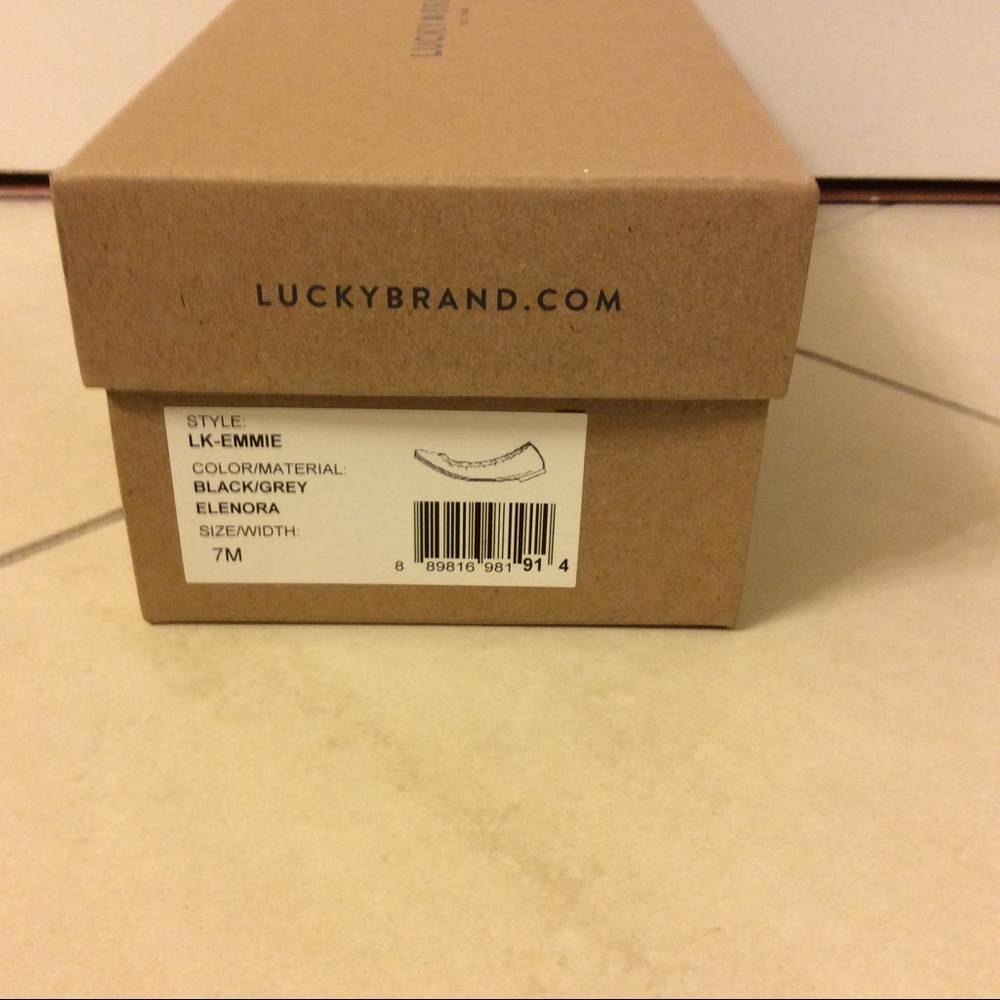 LUCKYBRAND.COM
STYLE:
LK-EMMIE
COLOR/MATERIAL:
BLACK/GREY
ELENORA
SIZE/WIDTH:
7M
8 89816 981 91 4